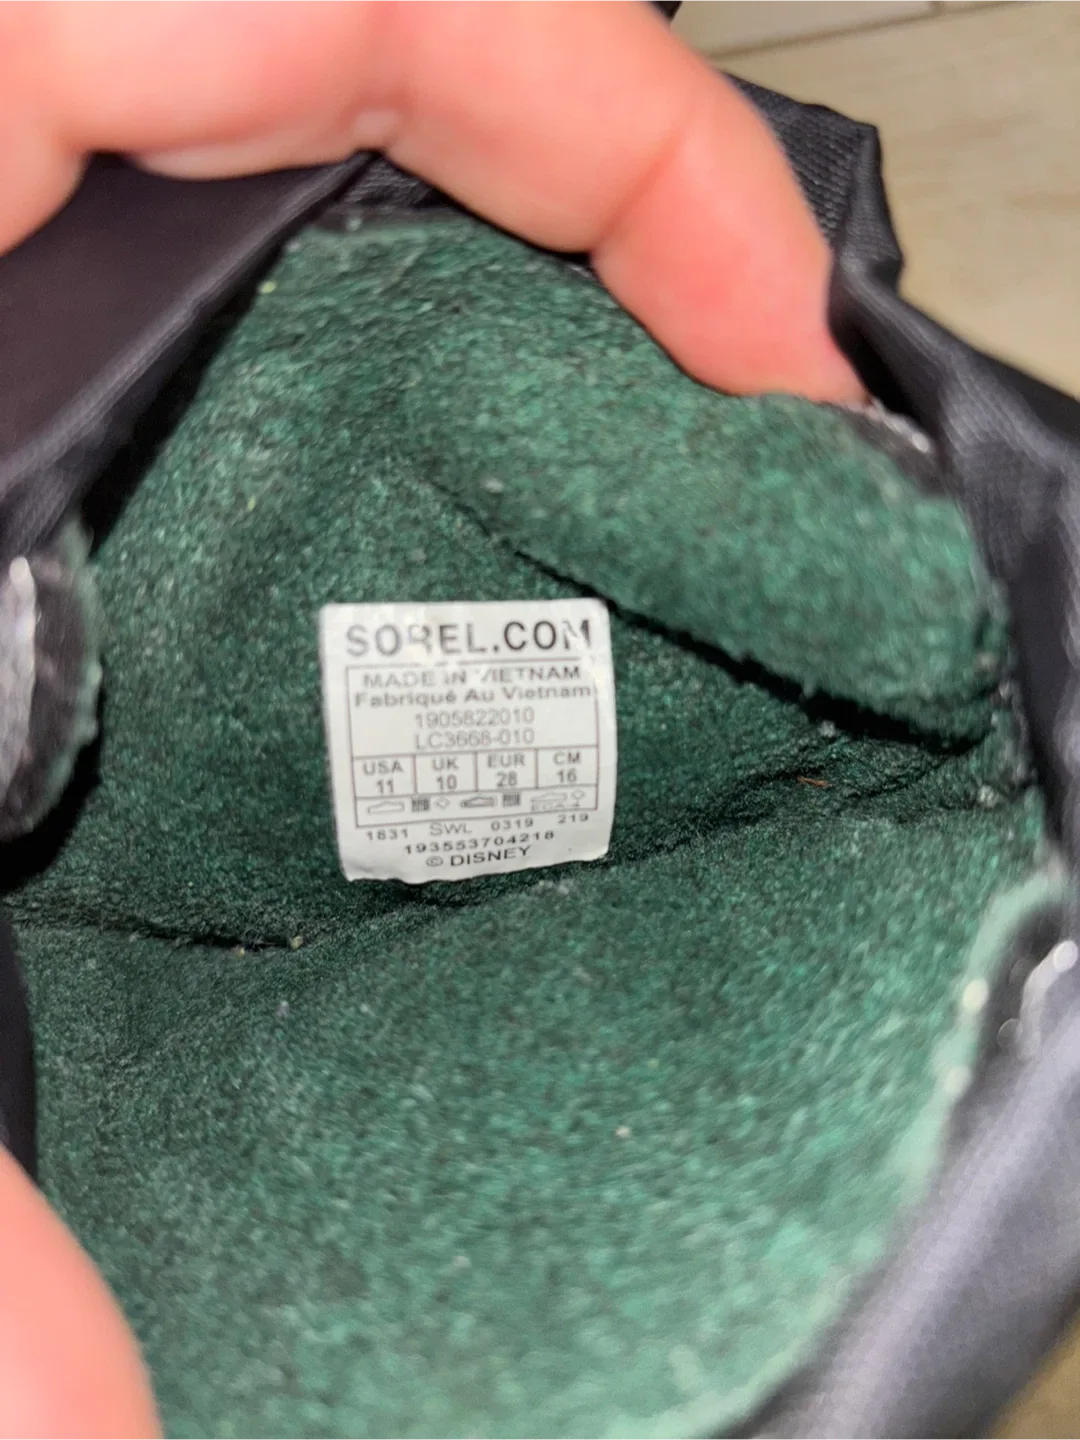 SOREL.COM
MADE IN VIETNAM
Fabriqué Au Vietnam
1905822010
LC3668-010
USA UK EUR CM
11 10 28 16
1831 SWL 0319 219
193553704218
© DISNEY